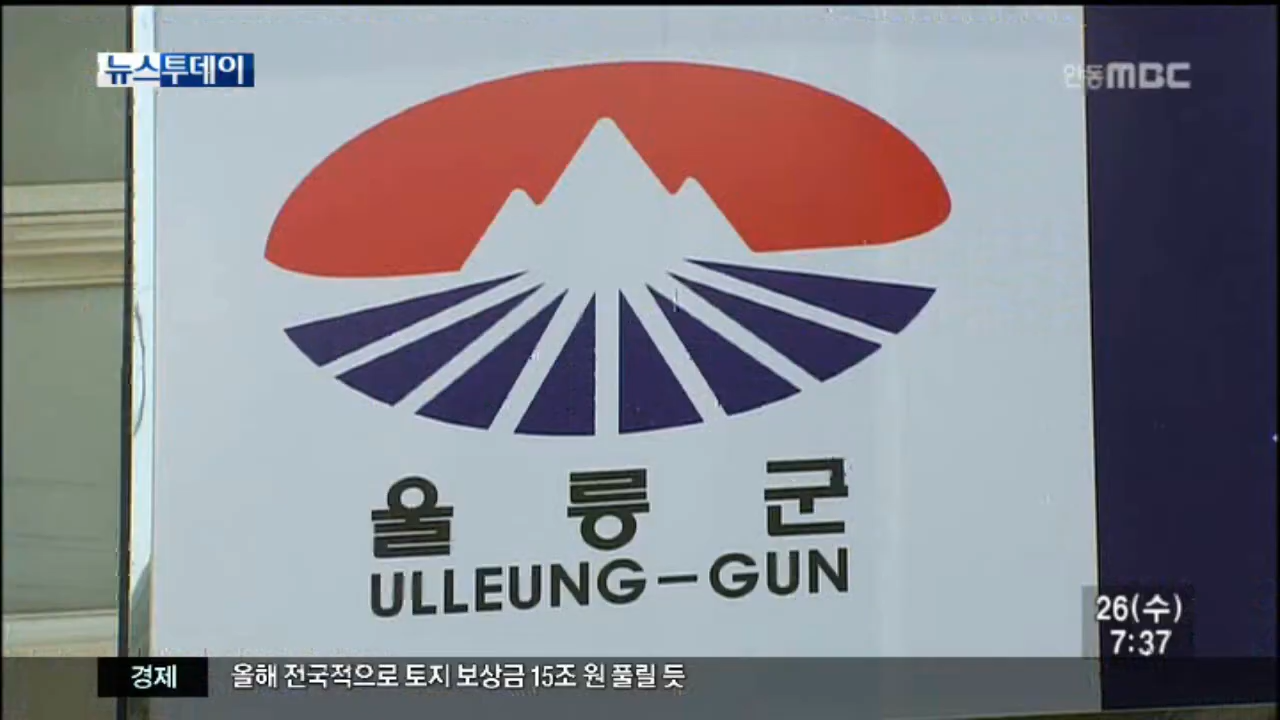 뉴스투데이
안동MBC
울릉군
ULLEUNG-GUN
26(수)
7:37
경제 올해 전국적으로 토지 보상금 15조 원 풀릴 듯